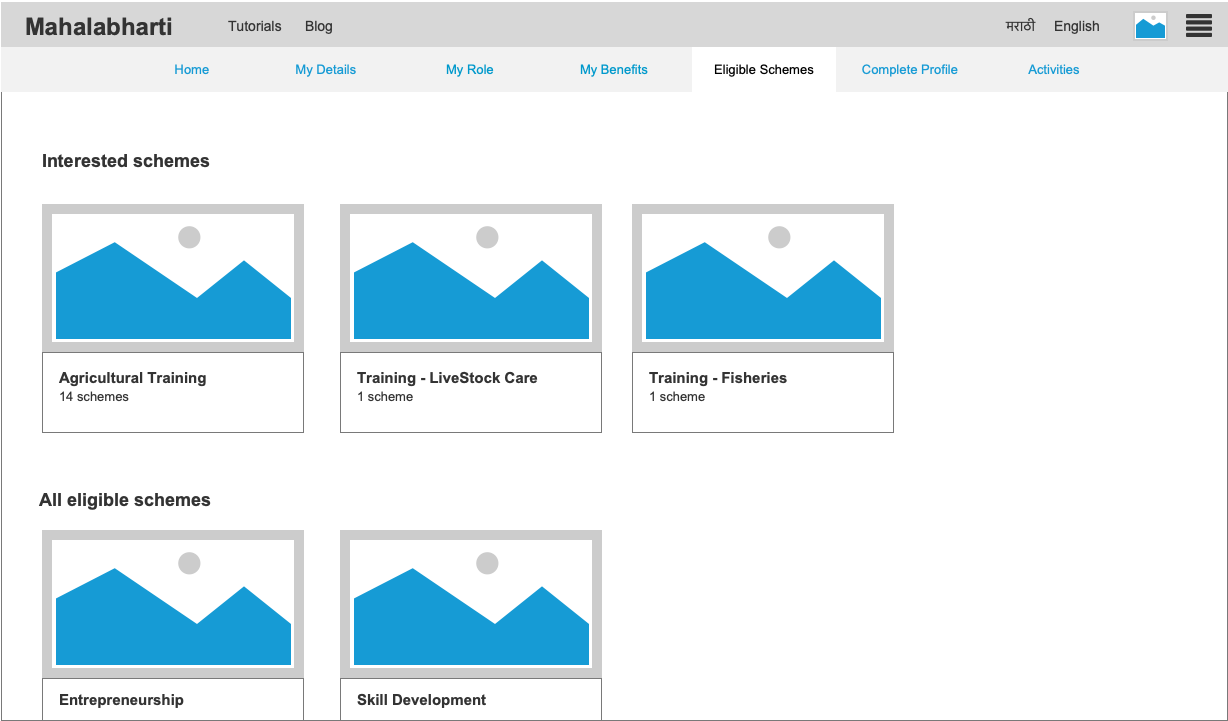 Mahalabharti
Tutorials
Blog
मराठी
English
Home
My Details
My Role
My Benefits
Eligible Schemes
Complete Profile
Activities
Interested schemes
Agricultural Training
14 schemes
Training - LiveStock Care
1 scheme
Training - Fisheries
1 scheme
All eligible schemes
Entrepreneurship
Skill Development